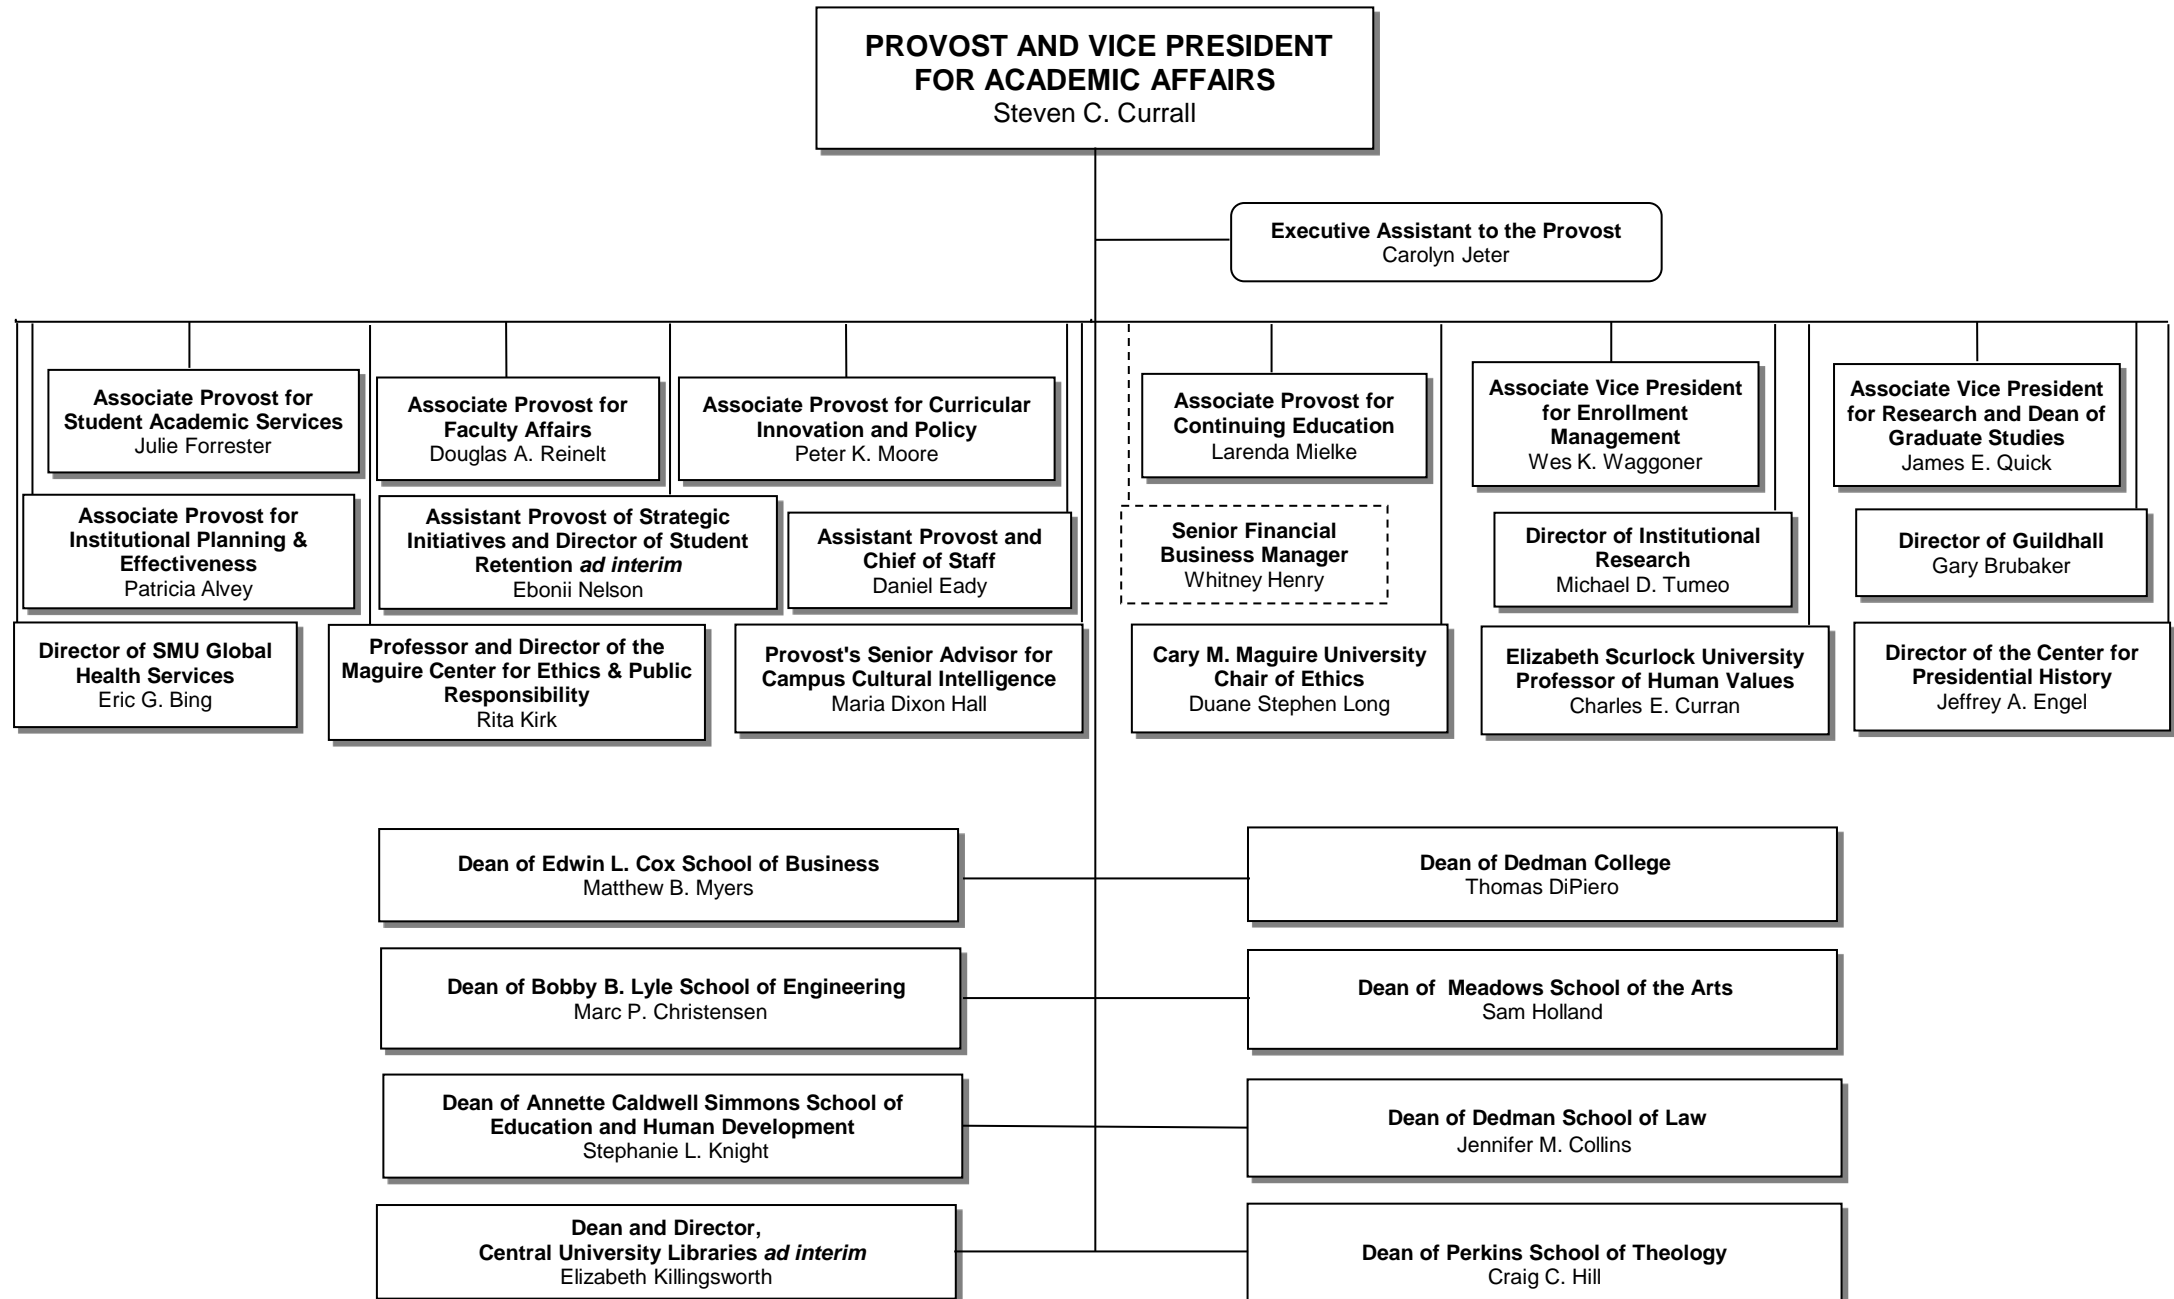 PROVOST AND VICE PRESIDENT
FOR ACADEMIC AFFAIRS
Steven C. Currall
Executive Assistant to the Provost
Carolyn Jeter
Associate Provost for
Student Academic Services
Julie Forrester
Associate Provost for
Faculty Affairs
Douglas A. Reinelt
Associate Provost for Curricular
Innovation and Policy
Peter K. Moore
Associate Provost for
Continuing Education
Larenda Mielke
Associate Vice President
for Enrollment
Management
Wes K. Waggoner
Associate Vice President
for Research and Dean of
Graduate Studies
James E. Quick
Associate Provost for
Institutional Planning &
Effectiveness
Patricia Alvey
Assistant Provost of Strategic
Initiatives and Director of Student
Retention ad interim
Ebonii Nelson
Assistant Provost and
Chief of Staff
Daniel Eady
Senior Financial
Business Manager
Whitney Henry
Director of Institutional
Research
Michael D. Tumeo
Director of Guildhall
Gary Brubaker
Director of SMU Global
Health Services
Eric G. Bing
Professor and Director of the
Maguire Center for Ethics & Public
Responsibility
Rita Kirk
Provost's Senior Advisor for
Campus Cultural Intelligence
Maria Dixon Hall
Cary M. Maguire University
Chair of Ethics
Duane Stephen Long
Elizabeth Scurlock University
Professor of Human Values
Charles E. Curran
Director of the Center for
Presidential History
Jeffrey A. Engel
Dean of Edwin L. Cox School of Business
Matthew B. Myers
Dean of Dedman College
Thomas DiPiero
Dean of Bobby B. Lyle School of Engineering
Marc P. Christensen
Dean of  Meadows School of the Arts
Sam Holland
Dean of Annette Caldwell Simmons School of
Education and Human Development
Stephanie L. Knight
Dean of Dedman School of Law
Jennifer M. Collins
Dean and Director,
Central University Libraries ad interim
Elizabeth Killingsworth
Dean of Perkins School of Theology
Craig C. Hill